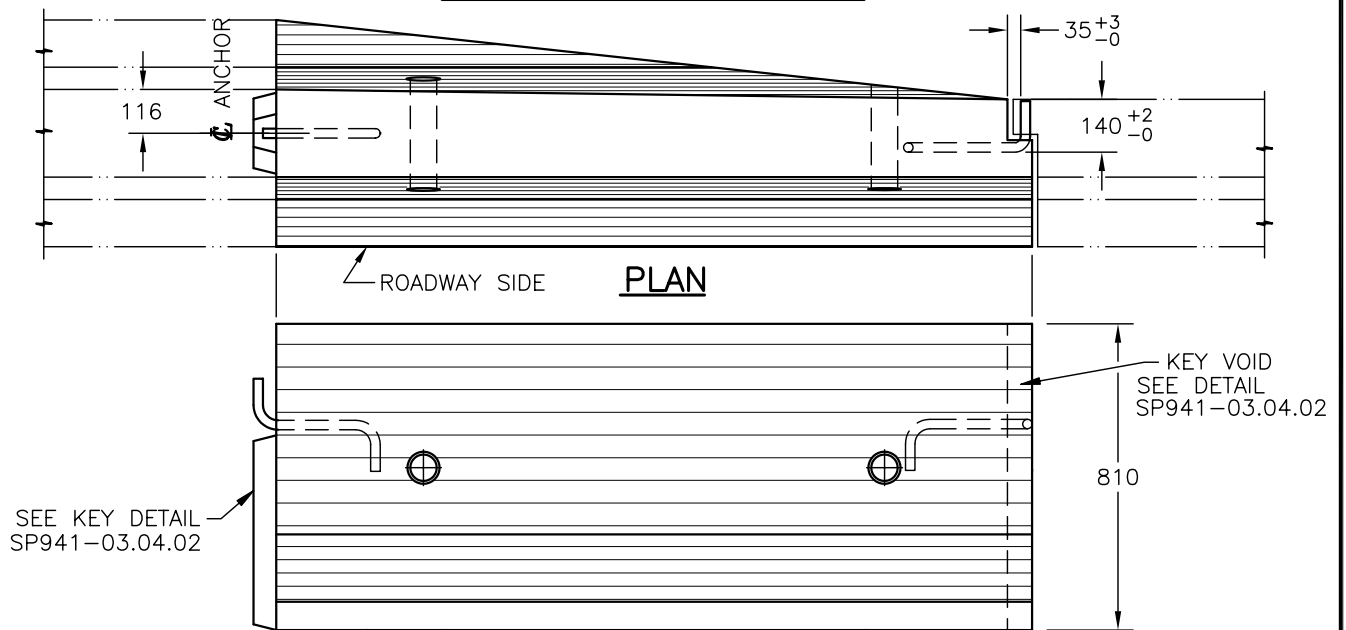 35 +3 -0
ANCHOR
116
℄
140 +2 -0
ROADWAY SIDE
PLAN
KEY VOID
SEE DETAIL
SP941-03.04.02
810
SEE KEY DETAIL
SP941-03.04.02